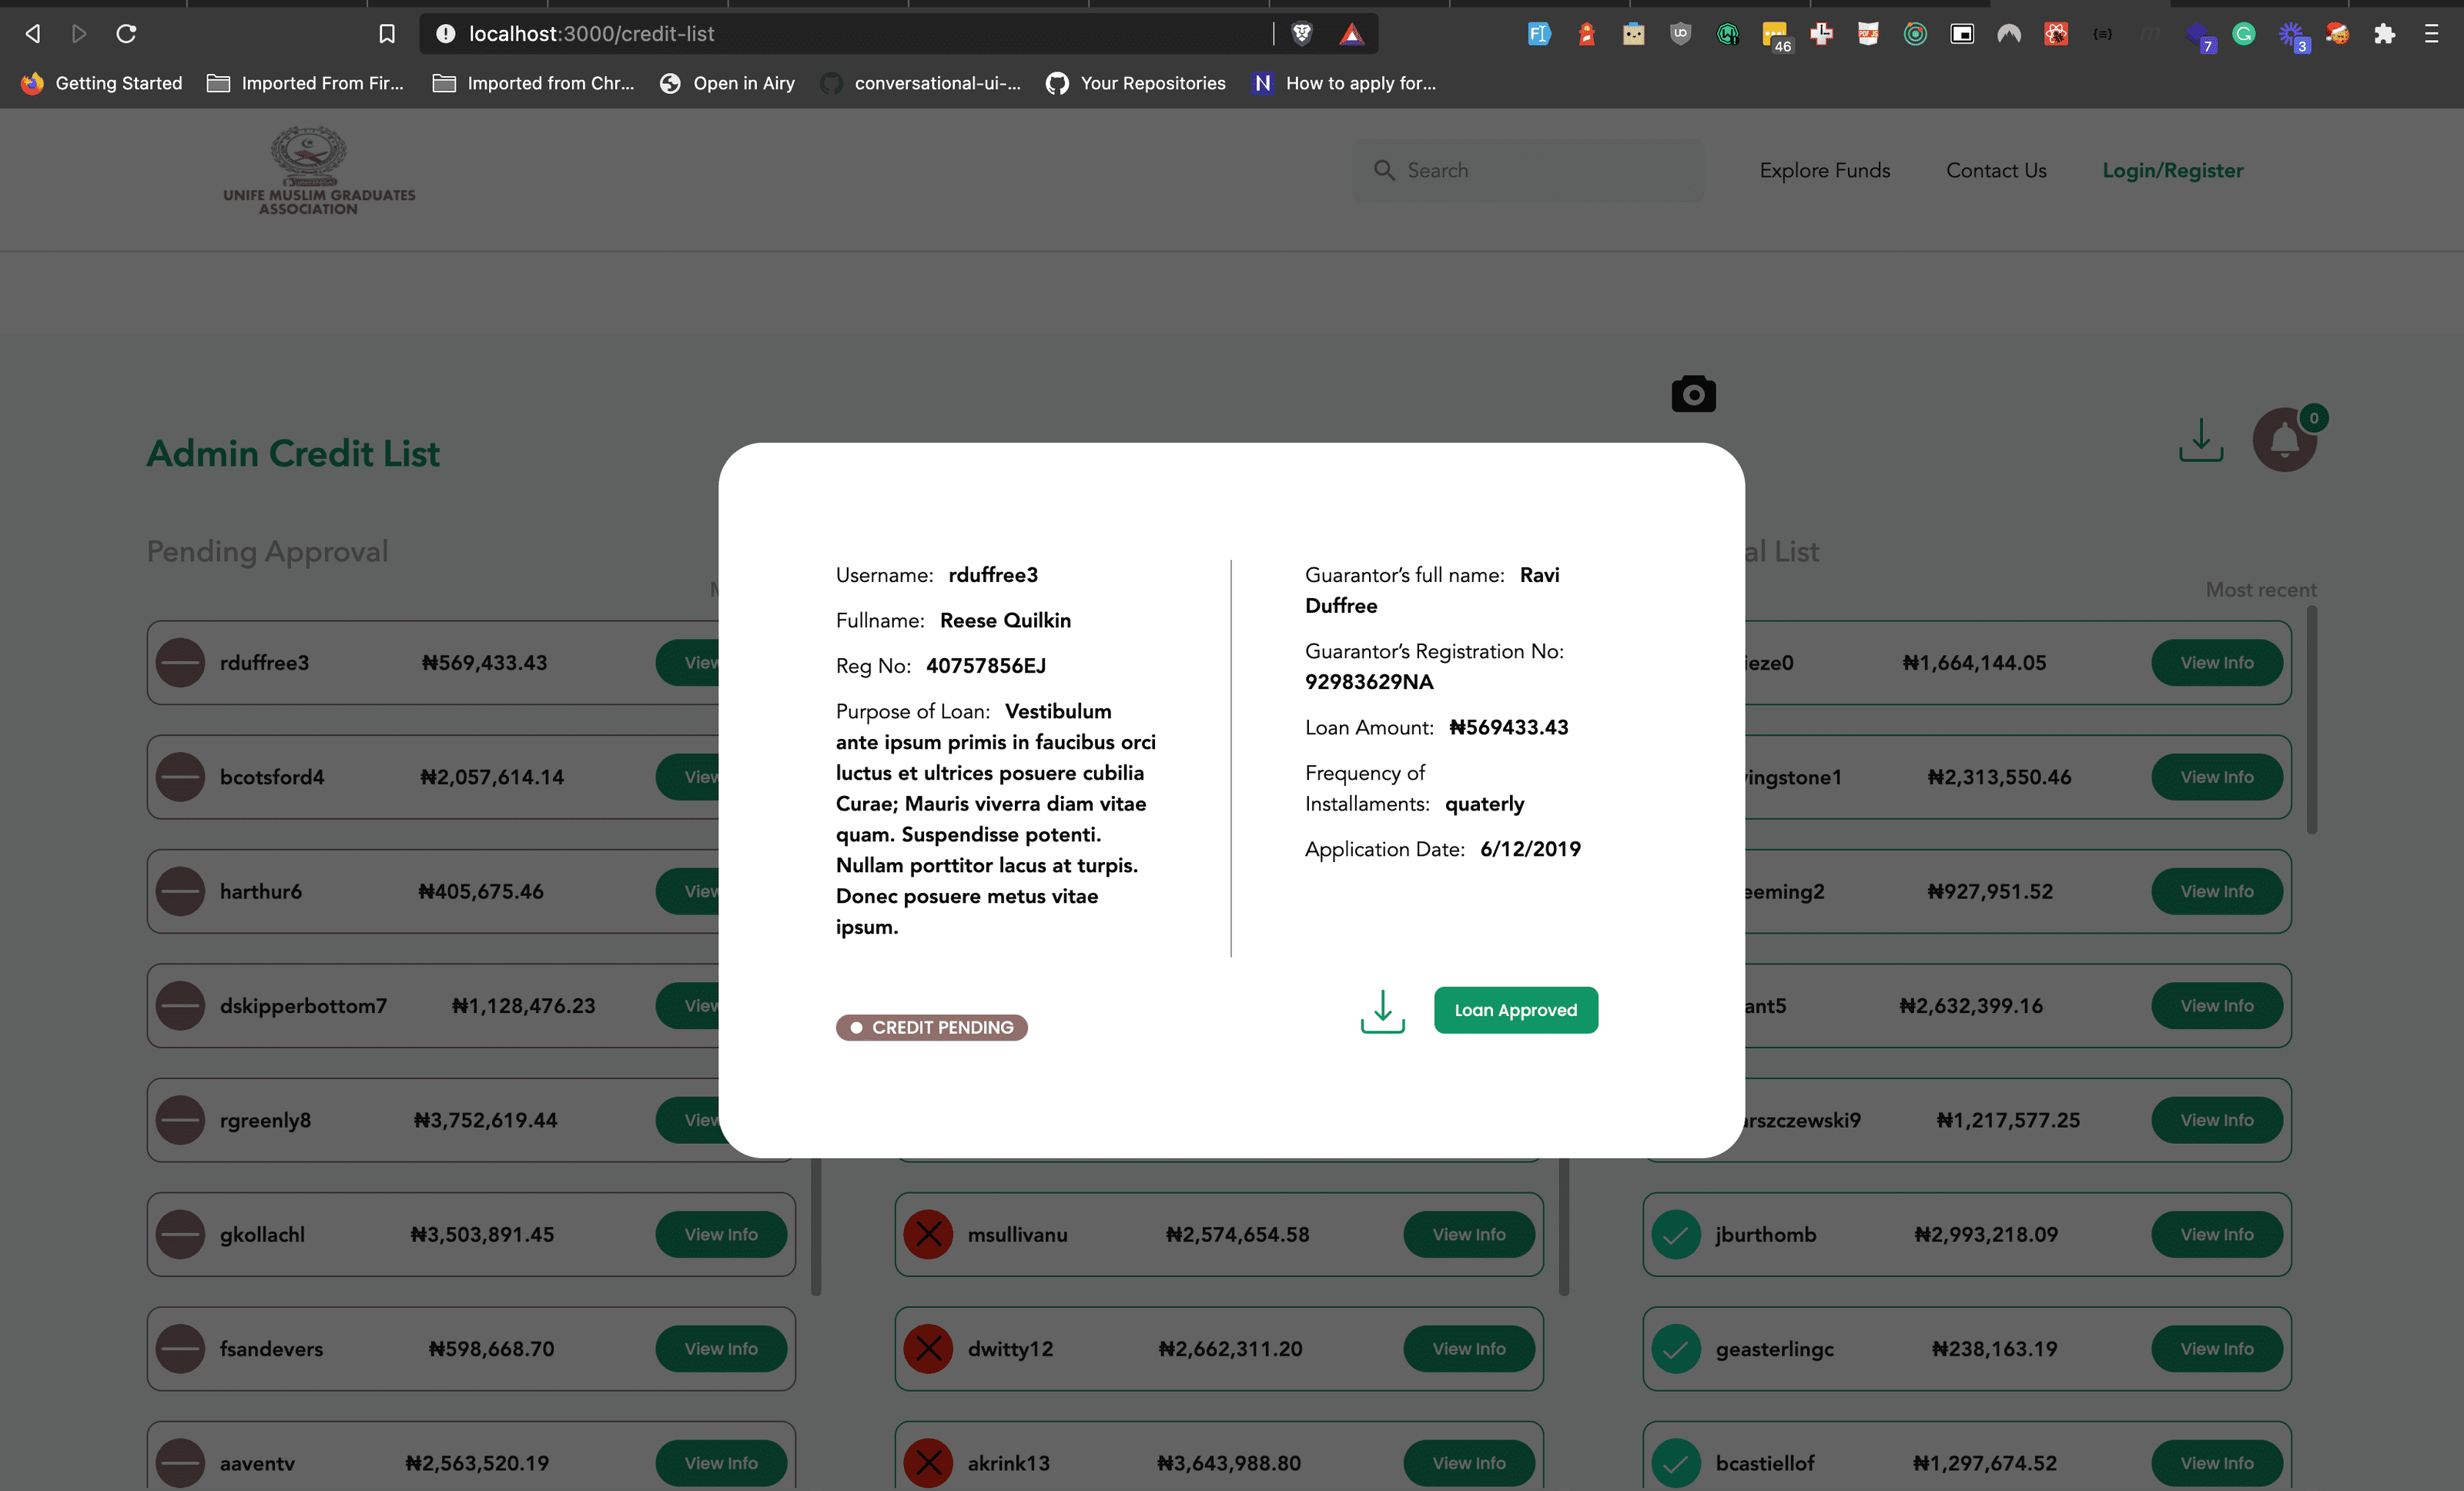 localhost:3000/credit-list
46
7
3
Getting Started
Imported From Fir...
Imported from Chr...
Open in Airy
conversational-ui-...
Your Repositories
How to apply for...
UNIFE MUSLIM GRADUATES
ASSOCIATION
Search
Explore Funds
Contact Us
Login/Register
Admin Credit List
0
Pending Approval
al List
Most recent
rduffree3 ₦569,433.43 View
bcotsford4 ₦2,057,614.14 View
harthur6 ₦405,675.46 View
dskipperbottom7 ₦1,128,476.23 View
rgreenly8 ₦3,752,619.44 View
gkollachl ₦3,503,891.45 View Info
fsandevers ₦598,668.70 View Info
aaventv ₦2,563,520.19 View Info
Username: rduffree3
Fullname: Reese Quilkin
Reg No: 40757856EJ
Purpose of Loan: Vestibulum
ante ipsum primis in faucibus orci
luctus et ultrices posuere cubilia
Curae; Mauris viverra diam vitae
quam. Suspendisse potenti.
Nullam porttitor lacus at turpis.
Donec posuere metus vitae
ipsum.
CREDIT PENDING
Guarantor’s full name: Ravi
Duffree
Guarantor’s Registration No:
92983629NA
Loan Amount: ₦569433.43
Frequency of
Installaments: quaterly
Application Date: 6/12/2019
Loan Approved
msullivanu ₦2,574,654.58 View Info
dwitty12 ₦2,662,311.20 View Info
akrink13 ₦3,643,988.80 View Info
ieze0 ₦1,664,144.05 View Info
vingstone1 ₦2,313,550.46 View Info
eeming2 ₦927,951.52 View Info
ant5 ₦2,632,399.16 View Info
arszczewski9 ₦1,217,577.25 View Info
jburthomb ₦2,993,218.09 View Info
geasterlingc ₦238,163.19 View Info
bcastiellof ₦1,297,674.52 View Info